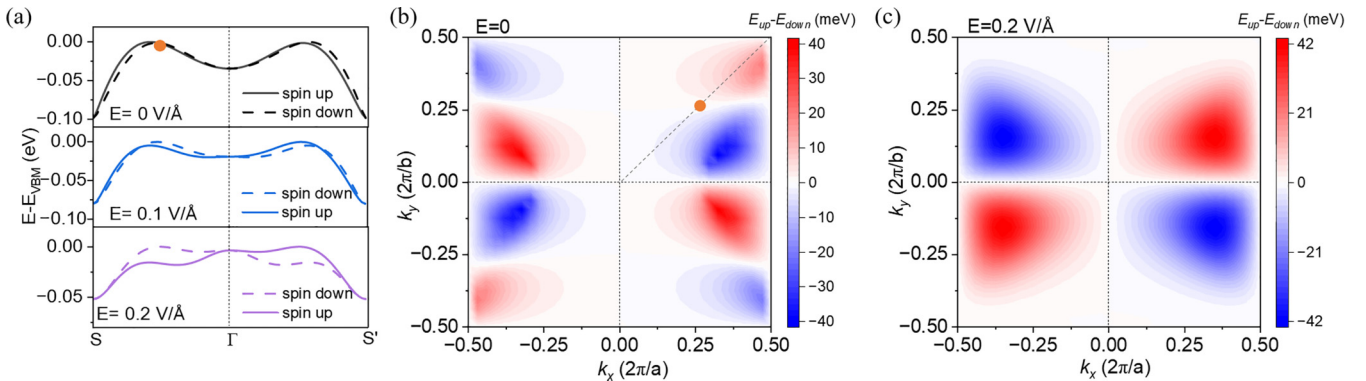 (a)
E-E_VBM (eV)
0.00
−0.05
−0.10
spin up
spin down
E= 0 V/Å
0.00
−0.05
−0.10
spin down
spin up
E= 0.1 V/Å
0.00
−0.05
spin down
spin up
E= 0.2 V/Å
S Γ S'
(b)
E=0
E_up-E_down (meV)
k_y (2π/b)
0.50
0.25
0.00
−0.25
−0.50
−0.50 −0.25 0.00 0.25 0.50
k_x (2π/a)
40
30
20
10
0
−10
−20
−30
−40
(c)
E=0.2 V/Å
E_up-E_down (meV)
k_y (2π/b)
0.50
0.25
0.00
−0.25
−0.50
−0.50 −0.25 0.00 0.25 0.50
k_x (2π/a)
42
21
0
−21
−42